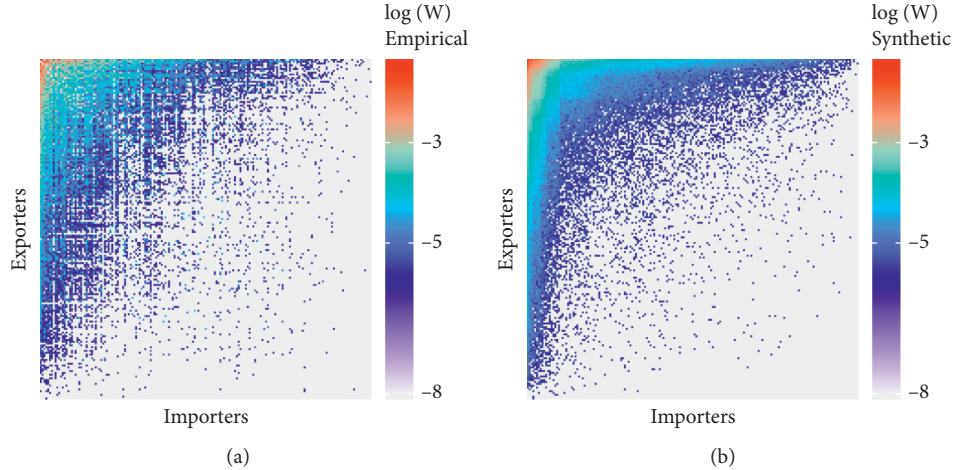 log (W)
Empirical
−3
−5
−8
Exporters
Importers
(a)
log (W)
Synthetic
−3
−5
−8
Exporters
Importers
(b)